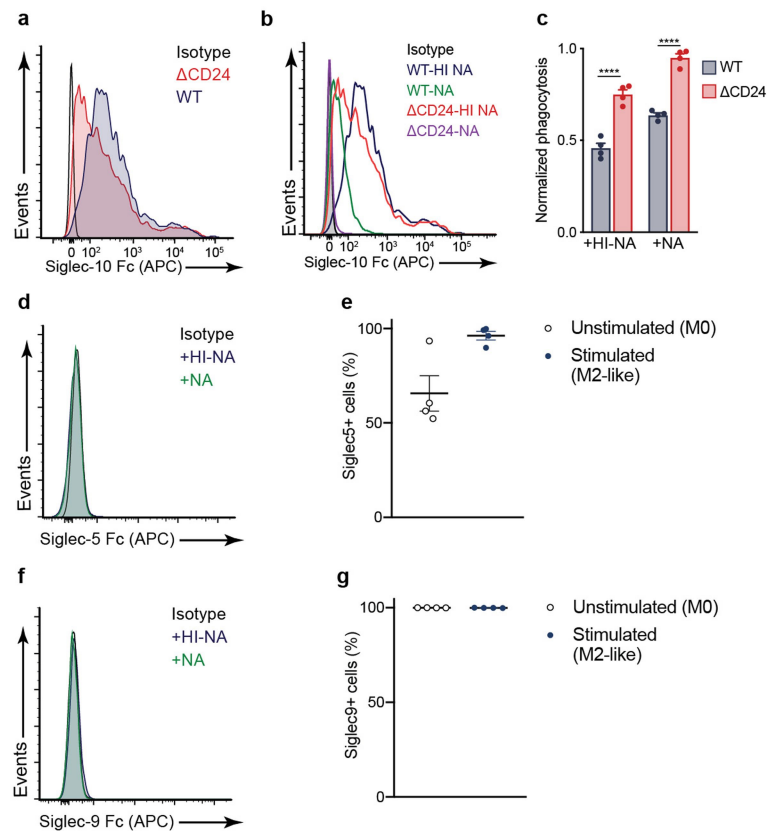 a
Isotype
ΔCD24
WT
Events
0 10² 10³ 10⁴ 10⁵
Siglec-10 Fc (APC)
b
Isotype
WT-HI NA
WT-NA
ΔCD24-HI NA
ΔCD24-NA
Events
0 10² 10³ 10⁴ 10⁵
Siglec-10 Fc (APC)
c
Normalized phagocytosis
1.0
0.5
0.0
****
****
+HI-NA
+NA
WT
ΔCD24
d
Isotype
+HI-NA
+NA
Events
Siglec-5 Fc (APC)
e
Siglec5+ cells (%)
100
50
0
Unstimulated (M0)
Stimulated
(M2-like)
f
Isotype
+HI-NA
+NA
Events
Siglec-9 Fc (APC)
g
Siglec9+ cells (%)
100
50
0
Unstimulated (M0)
Stimulated
(M2-like)